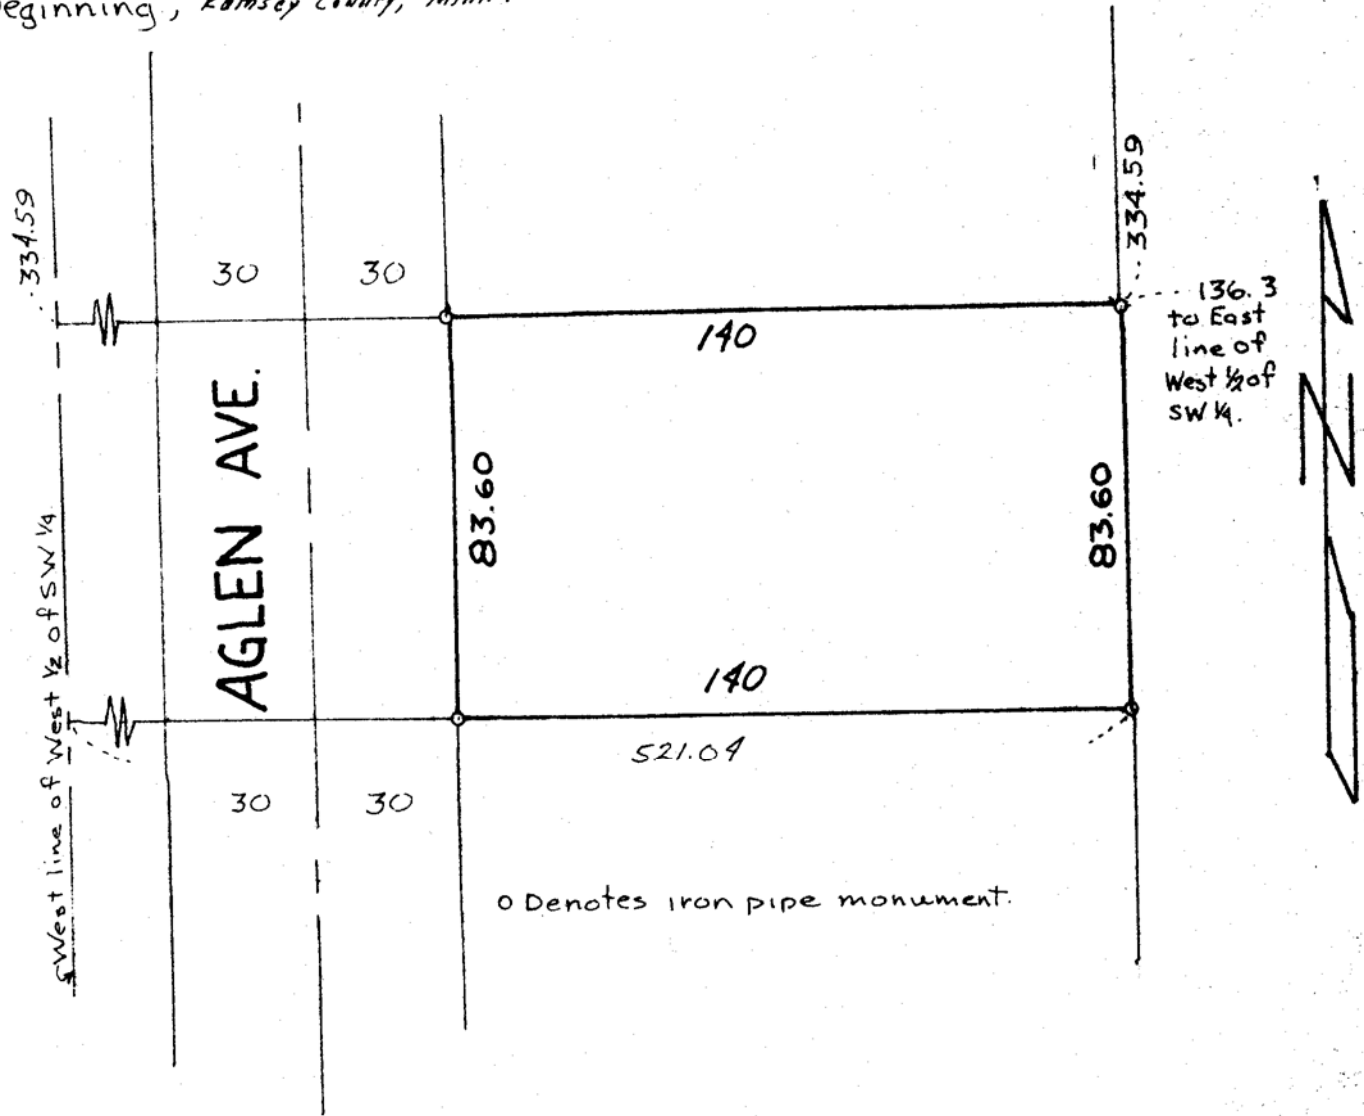 eginning, Ramsey County, Minn.
334.59
334.59
30
30
136.3
to East
line of
West ½ of
SW ¼.
140
N
AGLEN AVE.
83.60
83.60
West line of West ½ of SW ¼
140
521.04
30
30
o Denotes iron pipe monument.